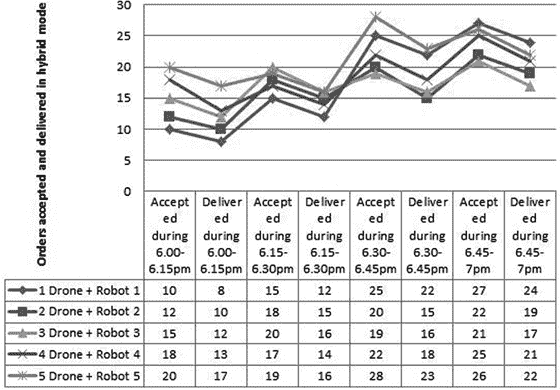 Orders accepted and delivered in hybrid mode
30
25
20
15
10
5
0
Accept Deliver Accept Deliver Accept Deliver Accept Deliver
ed ed ed ed ed ed ed ed
during during during during during during during during
6.00- 6.00- 6.15- 6.15- 6.30- 6.30- 6.45- 6.45-
6.15pm 6.15pm 6.30pm 6.30pm 6.45pm 6.45pm 7pm 7pm
1 Drone + Robot 1 10 8 15 12 25 22 27 24
2 Drone + Robot 2 12 10 18 15 20 15 22 19
3 Drone + Robot 3 15 12 20 16 19 16 21 17
4 Drone + Robot 4 18 13 17 14 22 18 25 21
5 Drone + Robot 5 20 17 19 16 28 23 26 22